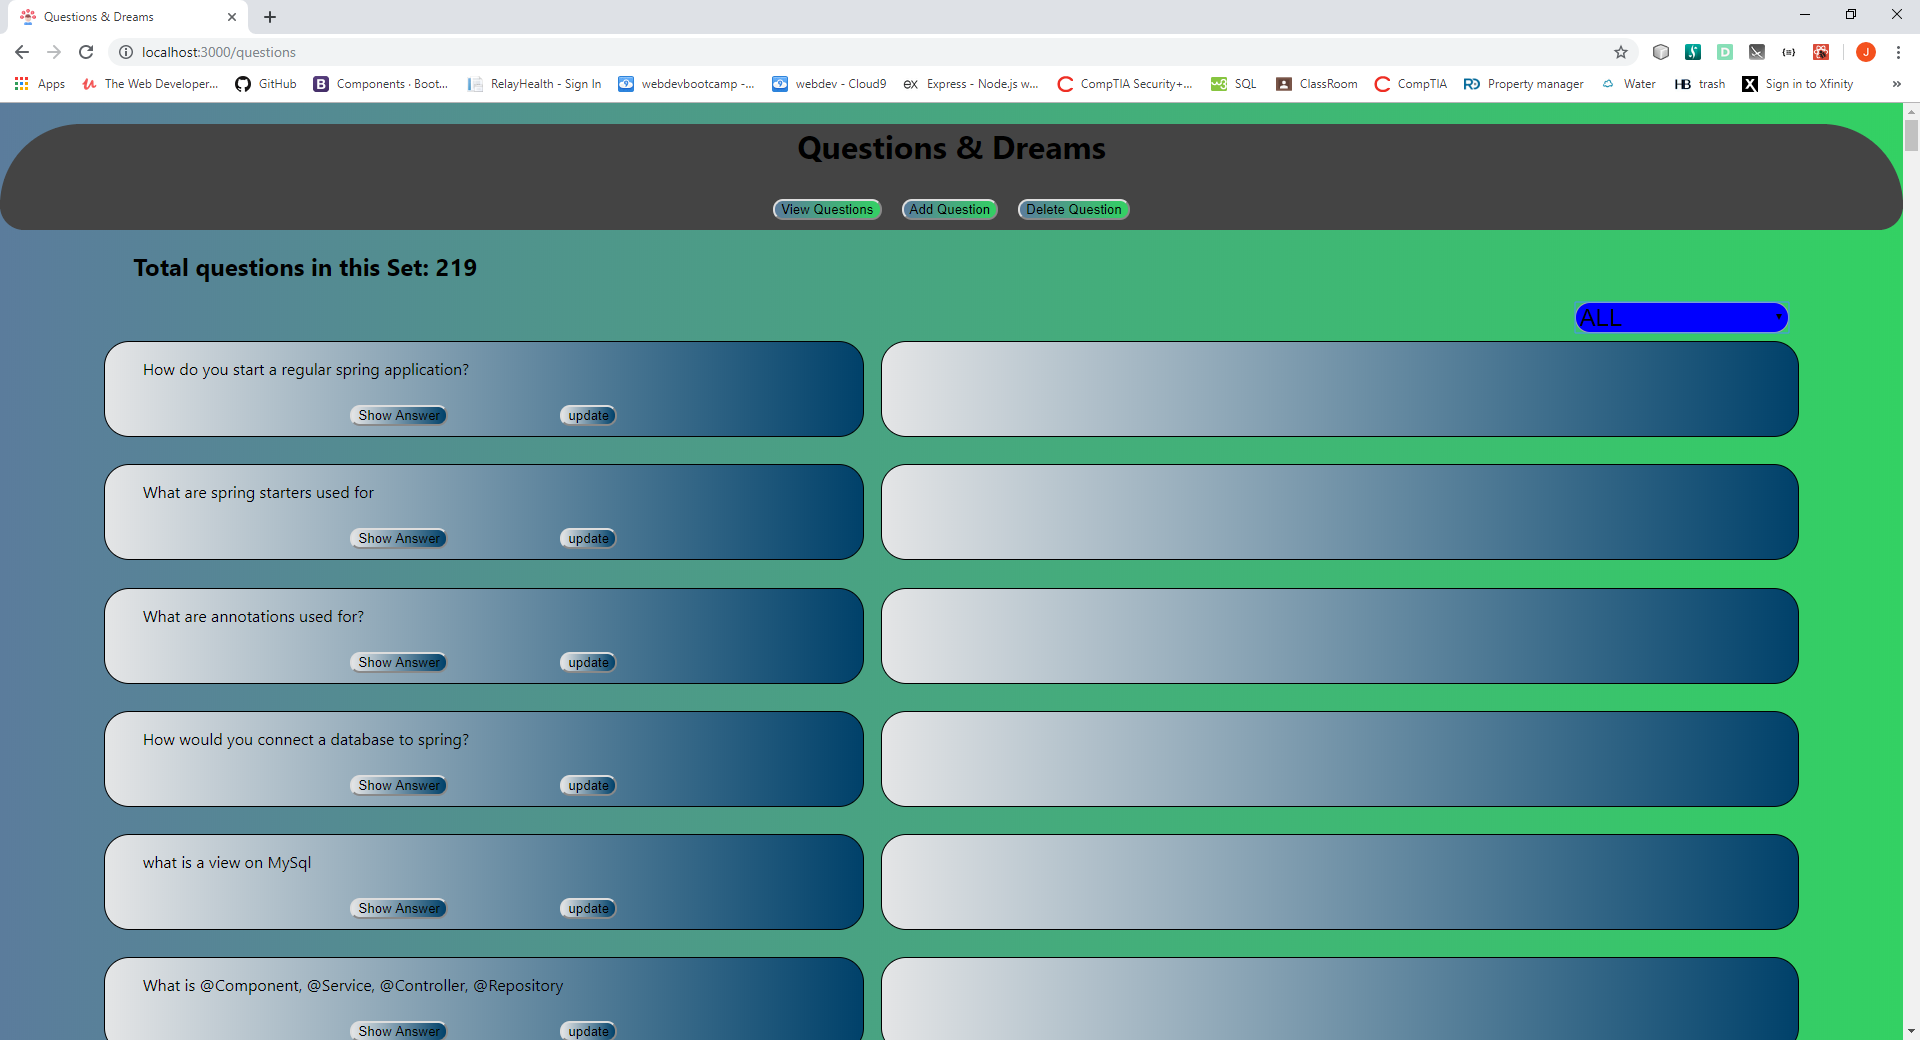 Questions & Dreams
localhost:3000/questions
Apps The Web Developer... GitHub Components · Boot... RelayHealth - Sign In webdevbootcamp -... webdev - Cloud9 ex Express - Node.js w... CompTIA Security+... SQL ClassRoom CompTIA Property manager Water HB trash X Sign in to Xfinity »
Questions & Dreams
View Questions Add Question Delete Question
Total questions in this Set: 219
ALL
How do you start a regular spring application?
Show Answer update
What are spring starters used for
Show Answer update
What are annotations used for?
Show Answer update
How would you connect a database to spring?
Show Answer update
what is a view on MySql
Show Answer update
What is @Component, @Service, @Controller, @Repository
Show Answer update